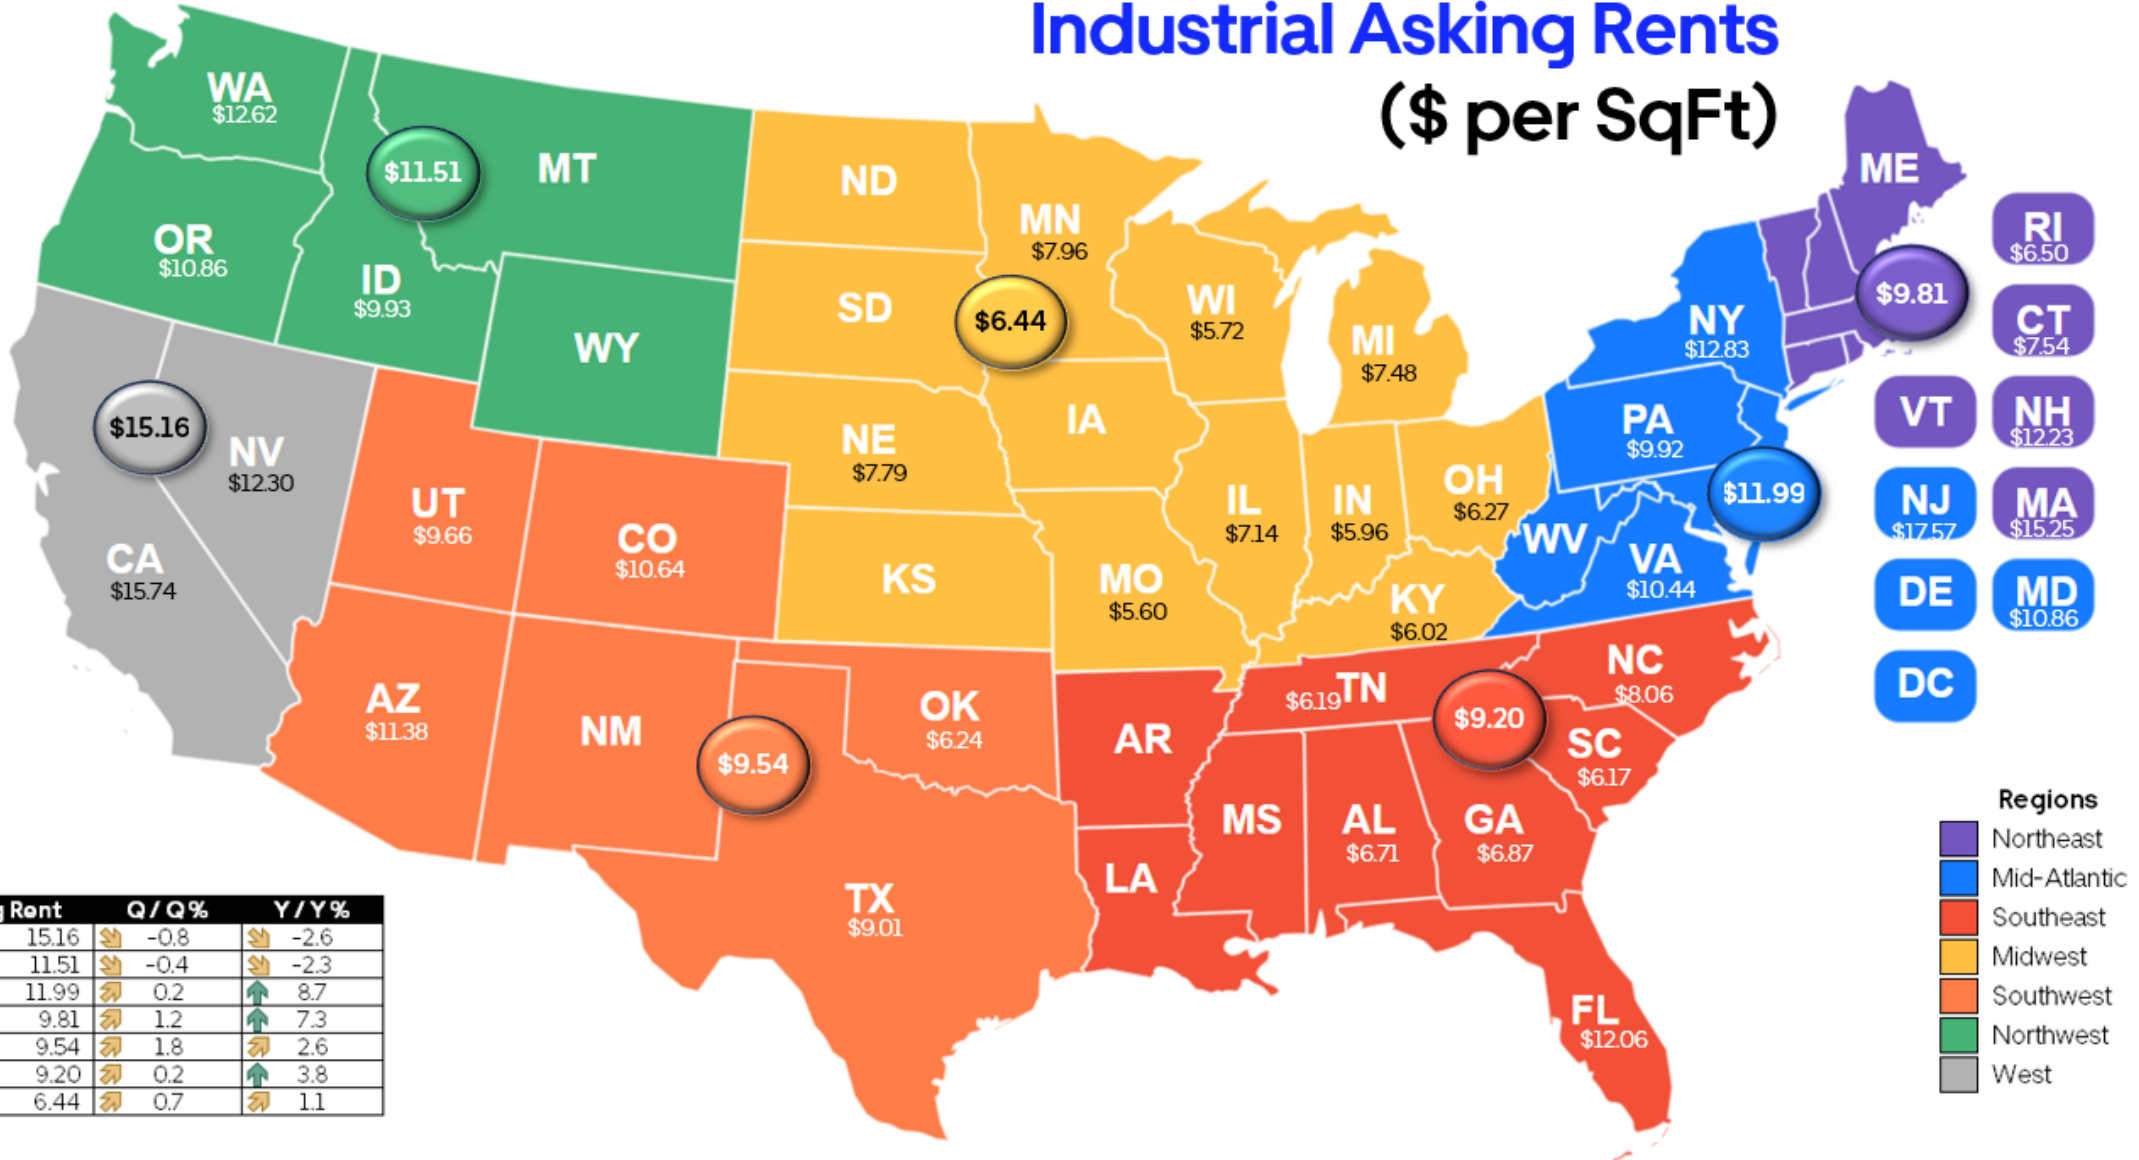 Industrial Asking Rents
($ per SqFt)
WA
$12.62
$11.51
MT
OR
$10.86
ID
$9.93
WY
$15.16
NV
$12.30
CA
$15.74
UT
$9.66
CO
$10.64
AZ
$11.38
NM
$9.54
OK
$6.24
TX
$9.01
ND
MN
$7.96
SD
$6.44
WI
$5.72
MI
$7.48
NE
$7.79
IA
IL
$7.14
IN
$5.96
OH
$6.27
KS
MO
$5.60
KY
$6.02
AR
$6.19 TN
$9.20
NC
$8.06
SC
$6.17
MS
AL
$6.71
GA
$6.87
LA
FL
$12.06
NY
$12.83
PA
$9.92
$11.99
WV
VA
$10.44
ME
$9.81
RI
$6.50
CT
$7.54
VT
NH
$12.23
NJ
$17.57
MA
$15.25
DE
MD
$10.86
DC
Regions
Northeast
Mid-Atlantic
Southeast
Midwest
Southwest
Northwest
West
Rent Q / Q % Y / Y %
15.16 -0.8 -2.6
11.51 -0.4 -2.3
11.99 0.2 8.7
9.81 1.2 7.3
9.54 1.8 2.6
9.20 0.2 3.8
6.44 0.7 1.1